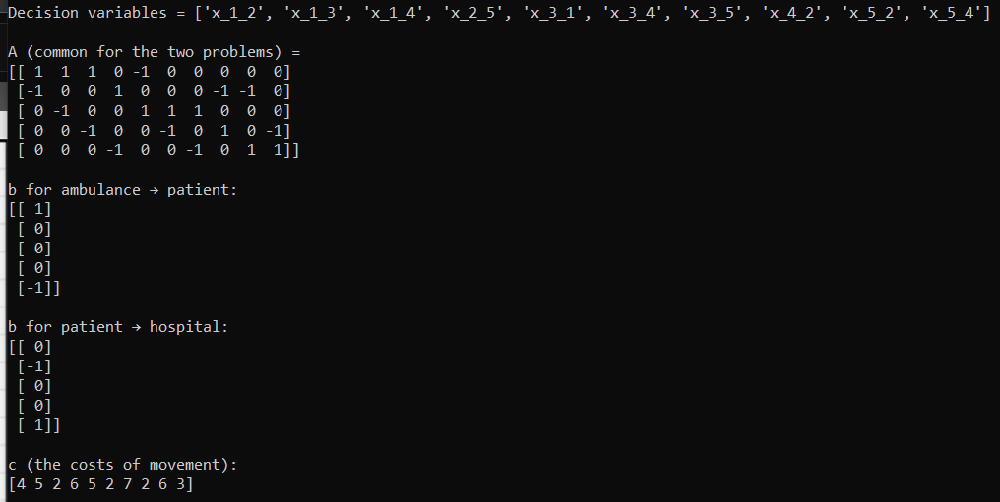 Decision variables = ['x_1_2', 'x_1_3', 'x_1_4', 'x_2_5', 'x_3_1', 'x_3_4', 'x_3_5', 'x_4_2', 'x_5_2', 'x_5_4']
A (common for the two problems) =
[[ 1  1  1  0 -1  0  0  0  0  0]
 [-1  0  0  1  0  0  0 -1 -1  0]
 [ 0 -1  0  0  1  1  1  0  0  0]
 [ 0  0 -1  0  0 -1  0  1  0 -1]
 [ 0  0  0 -1  0  0 -1  0  1  1]]
b for ambulance → patient:
[[ 1]
 [ 0]
 [ 0]
 [ 0]
 [-1]]
b for patient → hospital:
[[ 0]
 [-1]
 [ 0]
 [ 0]
 [ 1]]
c (the costs of movement):
[4 5 2 6 5 2 7 2 6 3]